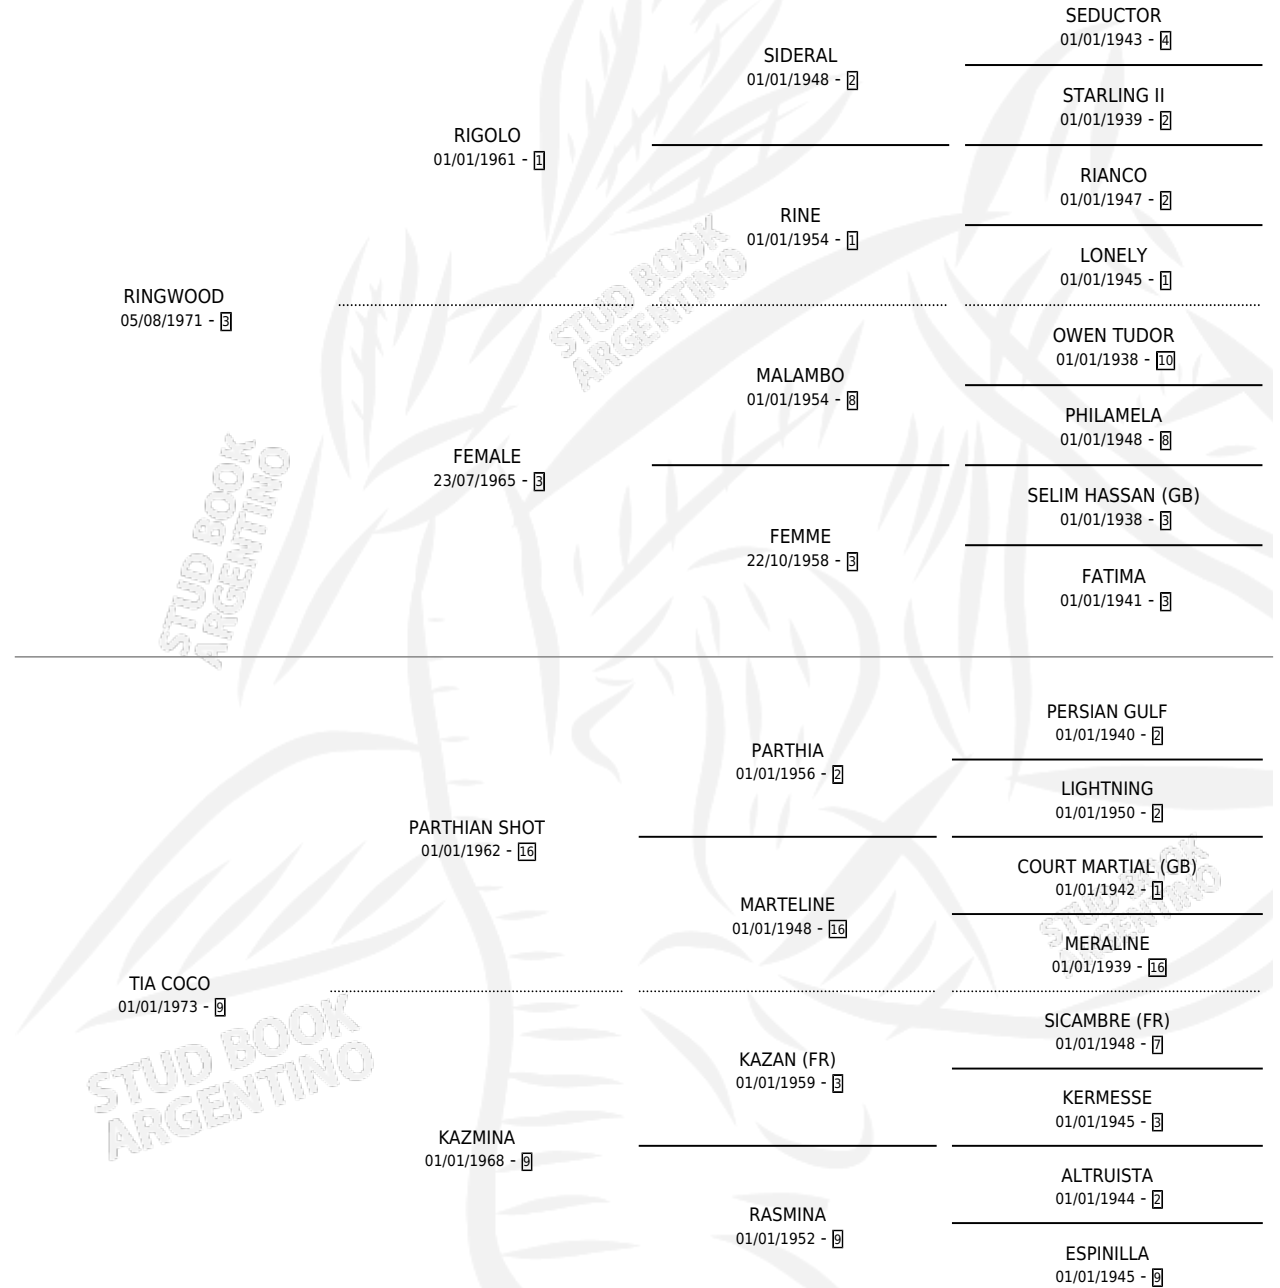 SEDUCTOR
01/01/1943 - 4
SIDERAL
01/01/1948 - 2
STARLING II
01/01/1939 - 2
RIGOLO
01/01/1961 - 1
RIANCO
01/01/1947 - 2
RINE
01/01/1954 - 1
LONELY
01/01/1945 - 1
RINGWOOD
05/08/1971 - 3
OWEN TUDOR
01/01/1938 - 10
MALAMBO
01/01/1954 - 8
PHILAMELA
01/01/1948 - 8
FEMALE
23/07/1965 - 3
SELIM HASSAN (GB)
01/01/1938 - 3
FEMME
22/10/1958 - 3
FATIMA
01/01/1941 - 3
PERSIAN GULF
01/01/1940 - 2
PARTHIA
01/01/1956 - 2
LIGHTNING
01/01/1950 - 2
PARTHIAN SHOT
01/01/1962 - 16
COURT MARTIAL (GB)
01/01/1942 - 1
MARTELINE
01/01/1948 - 16
MERALINE
01/01/1939 - 16
TIA COCO
01/01/1973 - 9
SICAMBRE (FR)
01/01/1948 - 7
KAZAN (FR)
01/01/1959 - 3
KERMESSE
01/01/1945 - 3
KAZMINA
01/01/1968 - 9
ALTRUISTA
01/01/1944 - 2
RASMINA
01/01/1952 - 9
ESPINILLA
01/01/1945 - 9
STUD BOOK
ARGENTINO
STUD BOOK
ARGENTINO
STUD BOOK
ARGENTINO
STUD BOOK
ARGENTINO